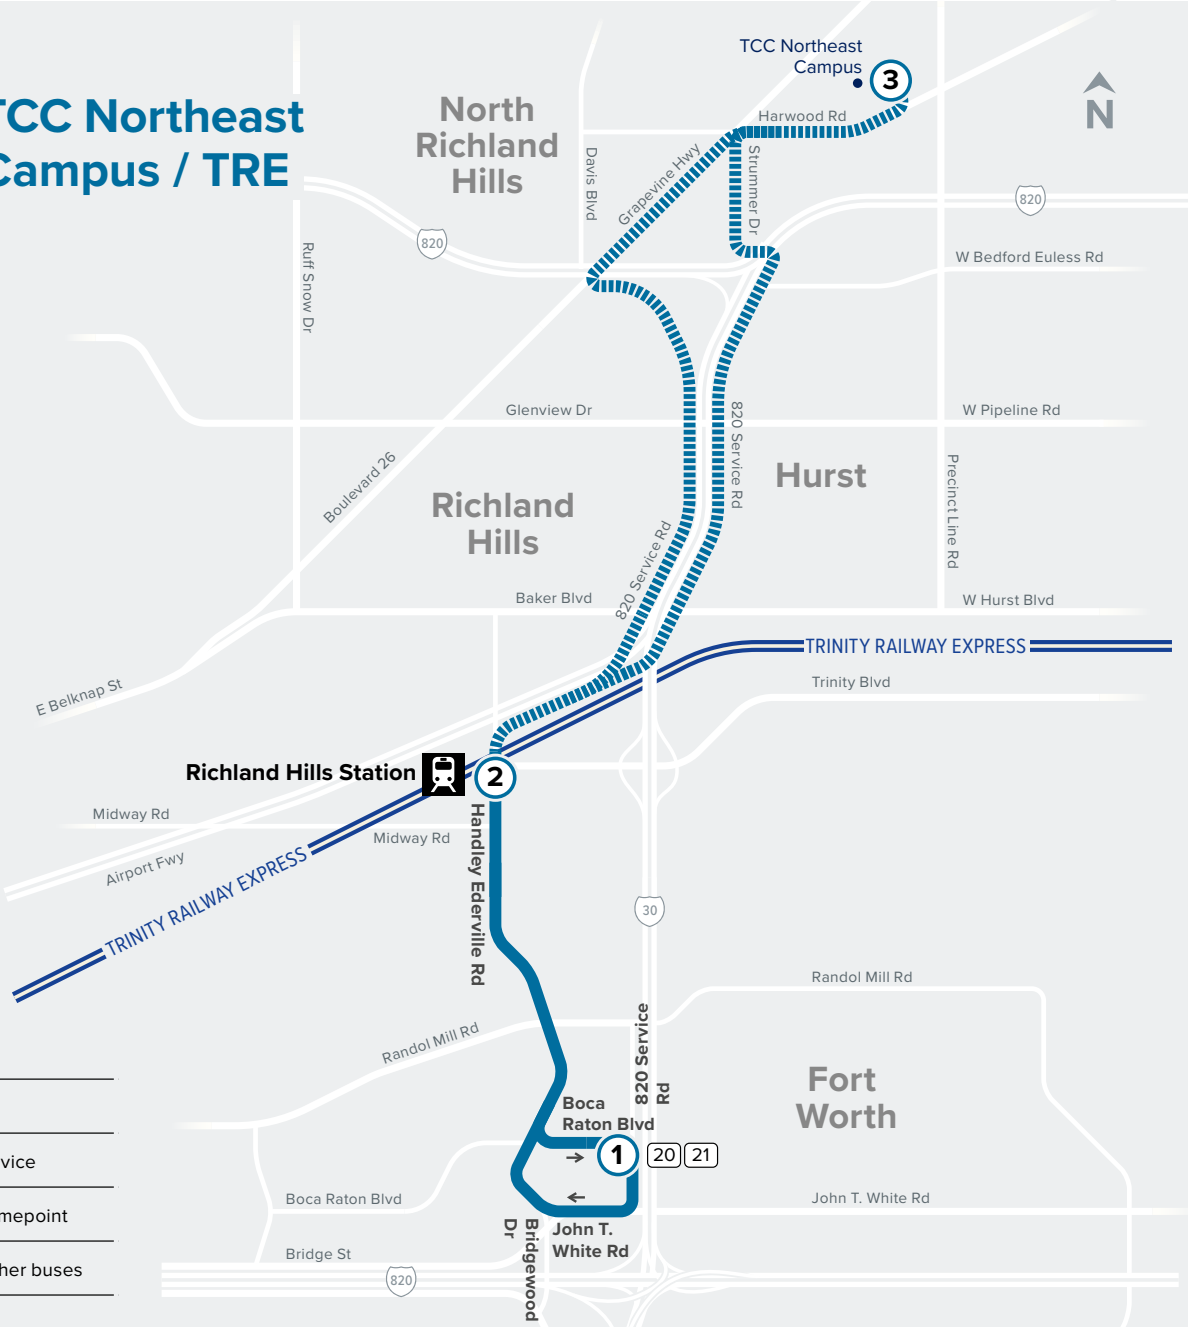 TCC Northeast
Campus / TRE
TCC Northeast
Campus
3
N
North
Richland
Hills
Harwood Rd
Davis Blvd
Grapevine Hwy
Strummer Dr
820
820
W Bedford Euless Rd
Ruff Snow Dr
Glenview Dr
W Pipeline Rd
820 Service Rd
Boulevard 26
Hurst
Precinct Line Rd
Richland
Hills
820 Service Rd
Baker Blvd
W Hurst Blvd
TRINITY RAILWAY EXPRESS
E Belknap St
Trinity Blvd
Richland Hills Station
2
Midway Rd
Midway Rd
Airport Fwy
Handley Ederville Rd
TRINITY RAILWAY EXPRESS
30
Randol Mill Rd
Randol Mill Rd
820 Service
Rd
Fort
Worth
Boca
Raton Blvd
1
20
21
vice
Boca Raton Blvd
John T. White Rd
mepoint
John T.
White Rd
Bridgewood
Dr
Bridge St
her buses
820